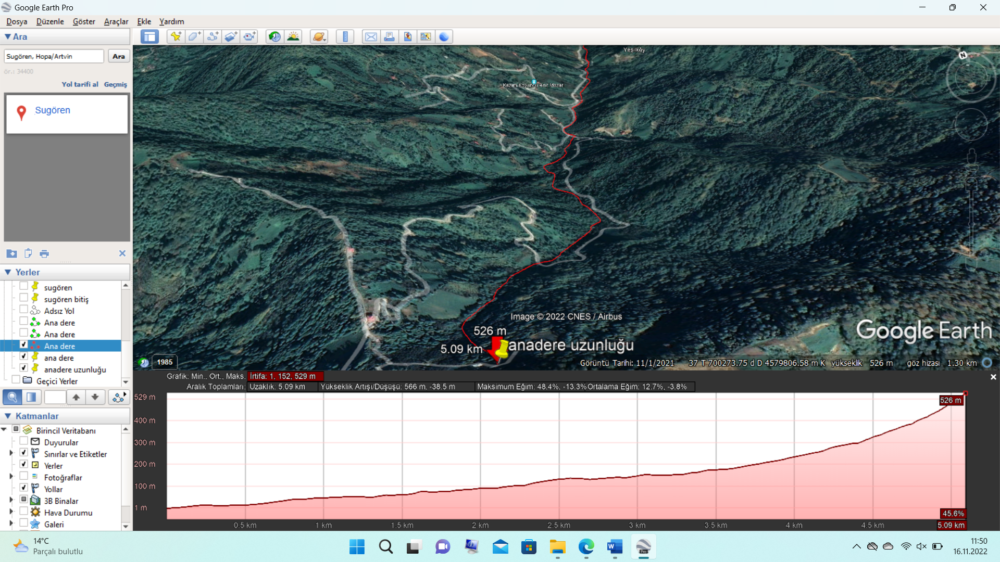 Google Earth Pro
Dosya Düzenle Göster Araçlar Ekle Yardım
Ara
Sugören, Hopa/Artvin Ara
ör.: 34400
Yol tarifi al Geçmiş
Sugören
Yerler
sugören
sugören bitiş
Adsız Yol
Ana dere
Ana dere
Ana dere
ana dere
anadere uzunluğu
Geçici Yerler
Katmanlar
Birincil Veritabanı
Duyurular
Sınırlar ve Etiketler
Yerler
Fotoğraflar
Yollar
3B Binalar
Hava Durumu
Galeri
Yeşilköy
Kazım Koyuncu Anıt Mezar
N
Image © 2022 CNES / Airbus
526 m
5.09 km
anadere uzunluğu
Google Earth
1985
Görüntü Tarihi: 11/1/2021 37 T 700273.75 d D 4579806.58 m K yükseklik 526 m göz hizası 1.30 km
Grafik: Min., Ort., Maks. İrtifa: 1, 152, 529 m
Aralık Toplamları: Uzaklık: 5.09 km Yükseklik Artışı/Düşüşü: 566 m, -38.5 m Maksimum Eğim: 48.4%, -13.3% Ortalama Eğim: 12.7%, -3.8%
529 m
400 m
300 m
200 m
100 m
1 m
526 m
45.6%
0.5 km 1 km 1.5 km 2 km 2.5 km 3 km 3.5 km 4 km 4.5 km 5.09 km
14°C
Parçalı bulutlu
11:50
16.11.2022